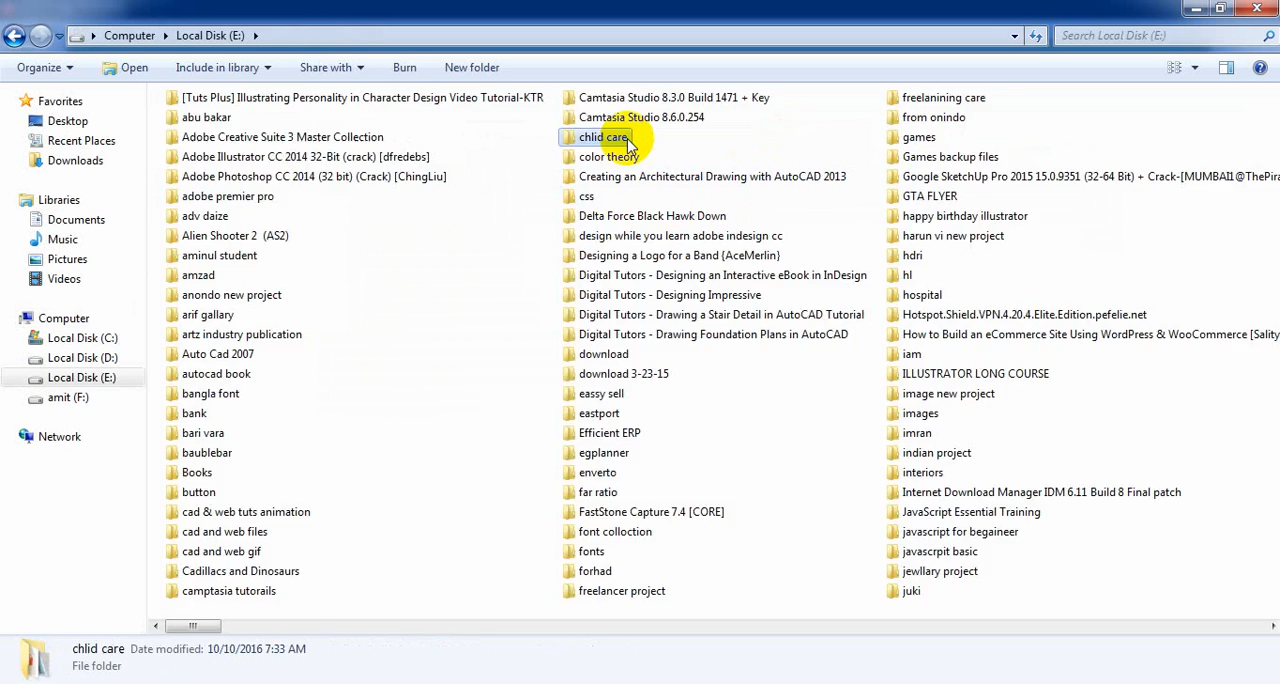 Computer
Local Disk (E:)
Search Local Disk (E:)
Organize
Open
Include in library
Share with
Burn
New folder
Favorites
Desktop
Recent Places
Downloads
Libraries
Documents
Music
Pictures
Videos
Computer
Local Disk (C:)
Local Disk (D:)
Local Disk (E:)
amit (F:)
Network
[Tuts Plus] Illustrating Personality in Character Design Video Tutorial-KTR
abu bakar
Adobe Creative Suite 3 Master Collection
Adobe Illustrator CC 2014 32-Bit (crack) [dfredebs]
Adobe Photoshop CC 2014 (32 bit) (Crack) [ChingLiu]
adobe premier pro
adv daize
Alien Shooter 2 (AS2)
aminul student
amzad
anondo new project
arif gallary
artz industry publication
Auto Cad 2007
autocad book
bangla font
bank
bari vara
baublebar
Books
button
cad & web tuts animation
cad and web files
cad and web gif
Cadillacs and Dinosaurs
camptasia tutorails
Camtasia Studio 8.3.0 Build 1471 + Key
Camtasia Studio 8.6.0.254
chlid care
color theory
Creating an Architectural Drawing with AutoCAD 2013
css
Delta Force Black Hawk Down
design while you learn adobe indesign cc
Designing a Logo for a Band {AceMerlin}
Digital Tutors - Designing an Interactive eBook in InDesign
Digital Tutors - Designing Impressive
Digital Tutors - Drawing a Stair Detail in AutoCAD Tutorial
Digital Tutors - Drawing Foundation Plans in AutoCAD
download
download 3-23-15
eassy sell
eastport
Efficient ERP
egplanner
enverto
far ratio
FastStone Capture 7.4 [CORE]
font collection
fonts
forhad
freelancer project
freelanining care
from onindo
games
Games backup files
Google SketchUp Pro 2015 15.0.9351 (32-64 Bit) + Crack-[MUMBAI1@ThePira
GTA FLYER
happy birthday illustrator
harun vi new project
hdri
hl
hospital
Hotspot.Shield.VPN.4.20.4.Elite.Edition.pefelie.net
How to Build an eCommerce Site Using WordPress & WooCommerce [Sality
iam
ILLUSTRATOR LONG COURSE
image new project
images
imran
indian project
interiors
Internet Download Manager IDM 6.11 Build 8 Final patch
JavaScript Essential Training
javascript for begaineer
javascrpit basic
jewllary project
juki
chlid care Date modified: 10/10/2016 7:33 AM
File folder